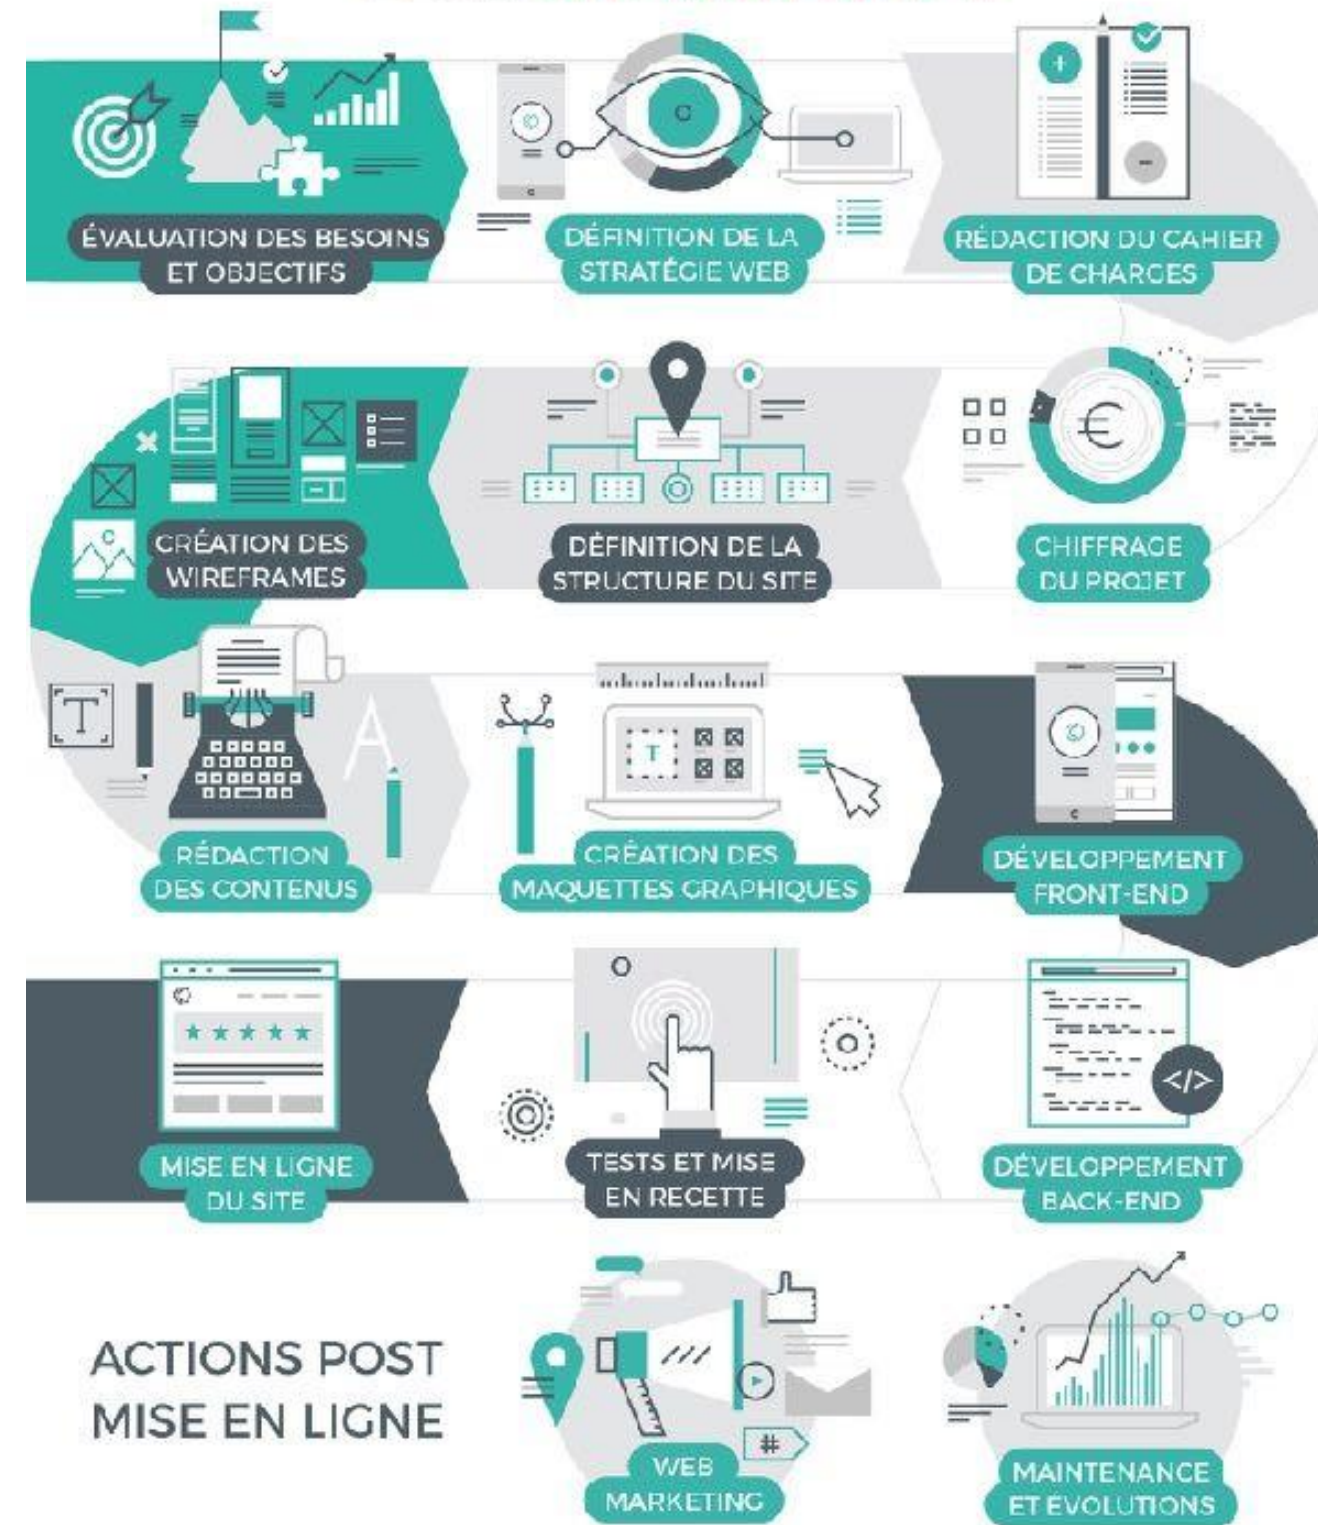 ÉVALUATION DES BESOINS
ET OBJECTIFS
DÉFINITION DE LA
STRATÉGIE WEB
RÉDACTION DU CAHIER
DE CHARGES
CHIFFRAGE
DU PROJET
DÉFINITION DE LA
STRUCTURE DU SITE
CRÉATION DES
WIREFRAMES
RÉDACTION
DES CONTENUS
T
A
CRÉATION DES
MAQUETTES GRAPHIQUES
T
DÉVELOPPEMENT
FRONT-END
DÉVELOPPEMENT
BACK-END
</>
TESTS ET MISE
EN RECETTE
MISE EN LIGNE
DU SITE
ACTIONS POST
MISE EN LIGNE
#
WEB
MARKETING
MAINTENANCE
ET ÉVOLUTIONS